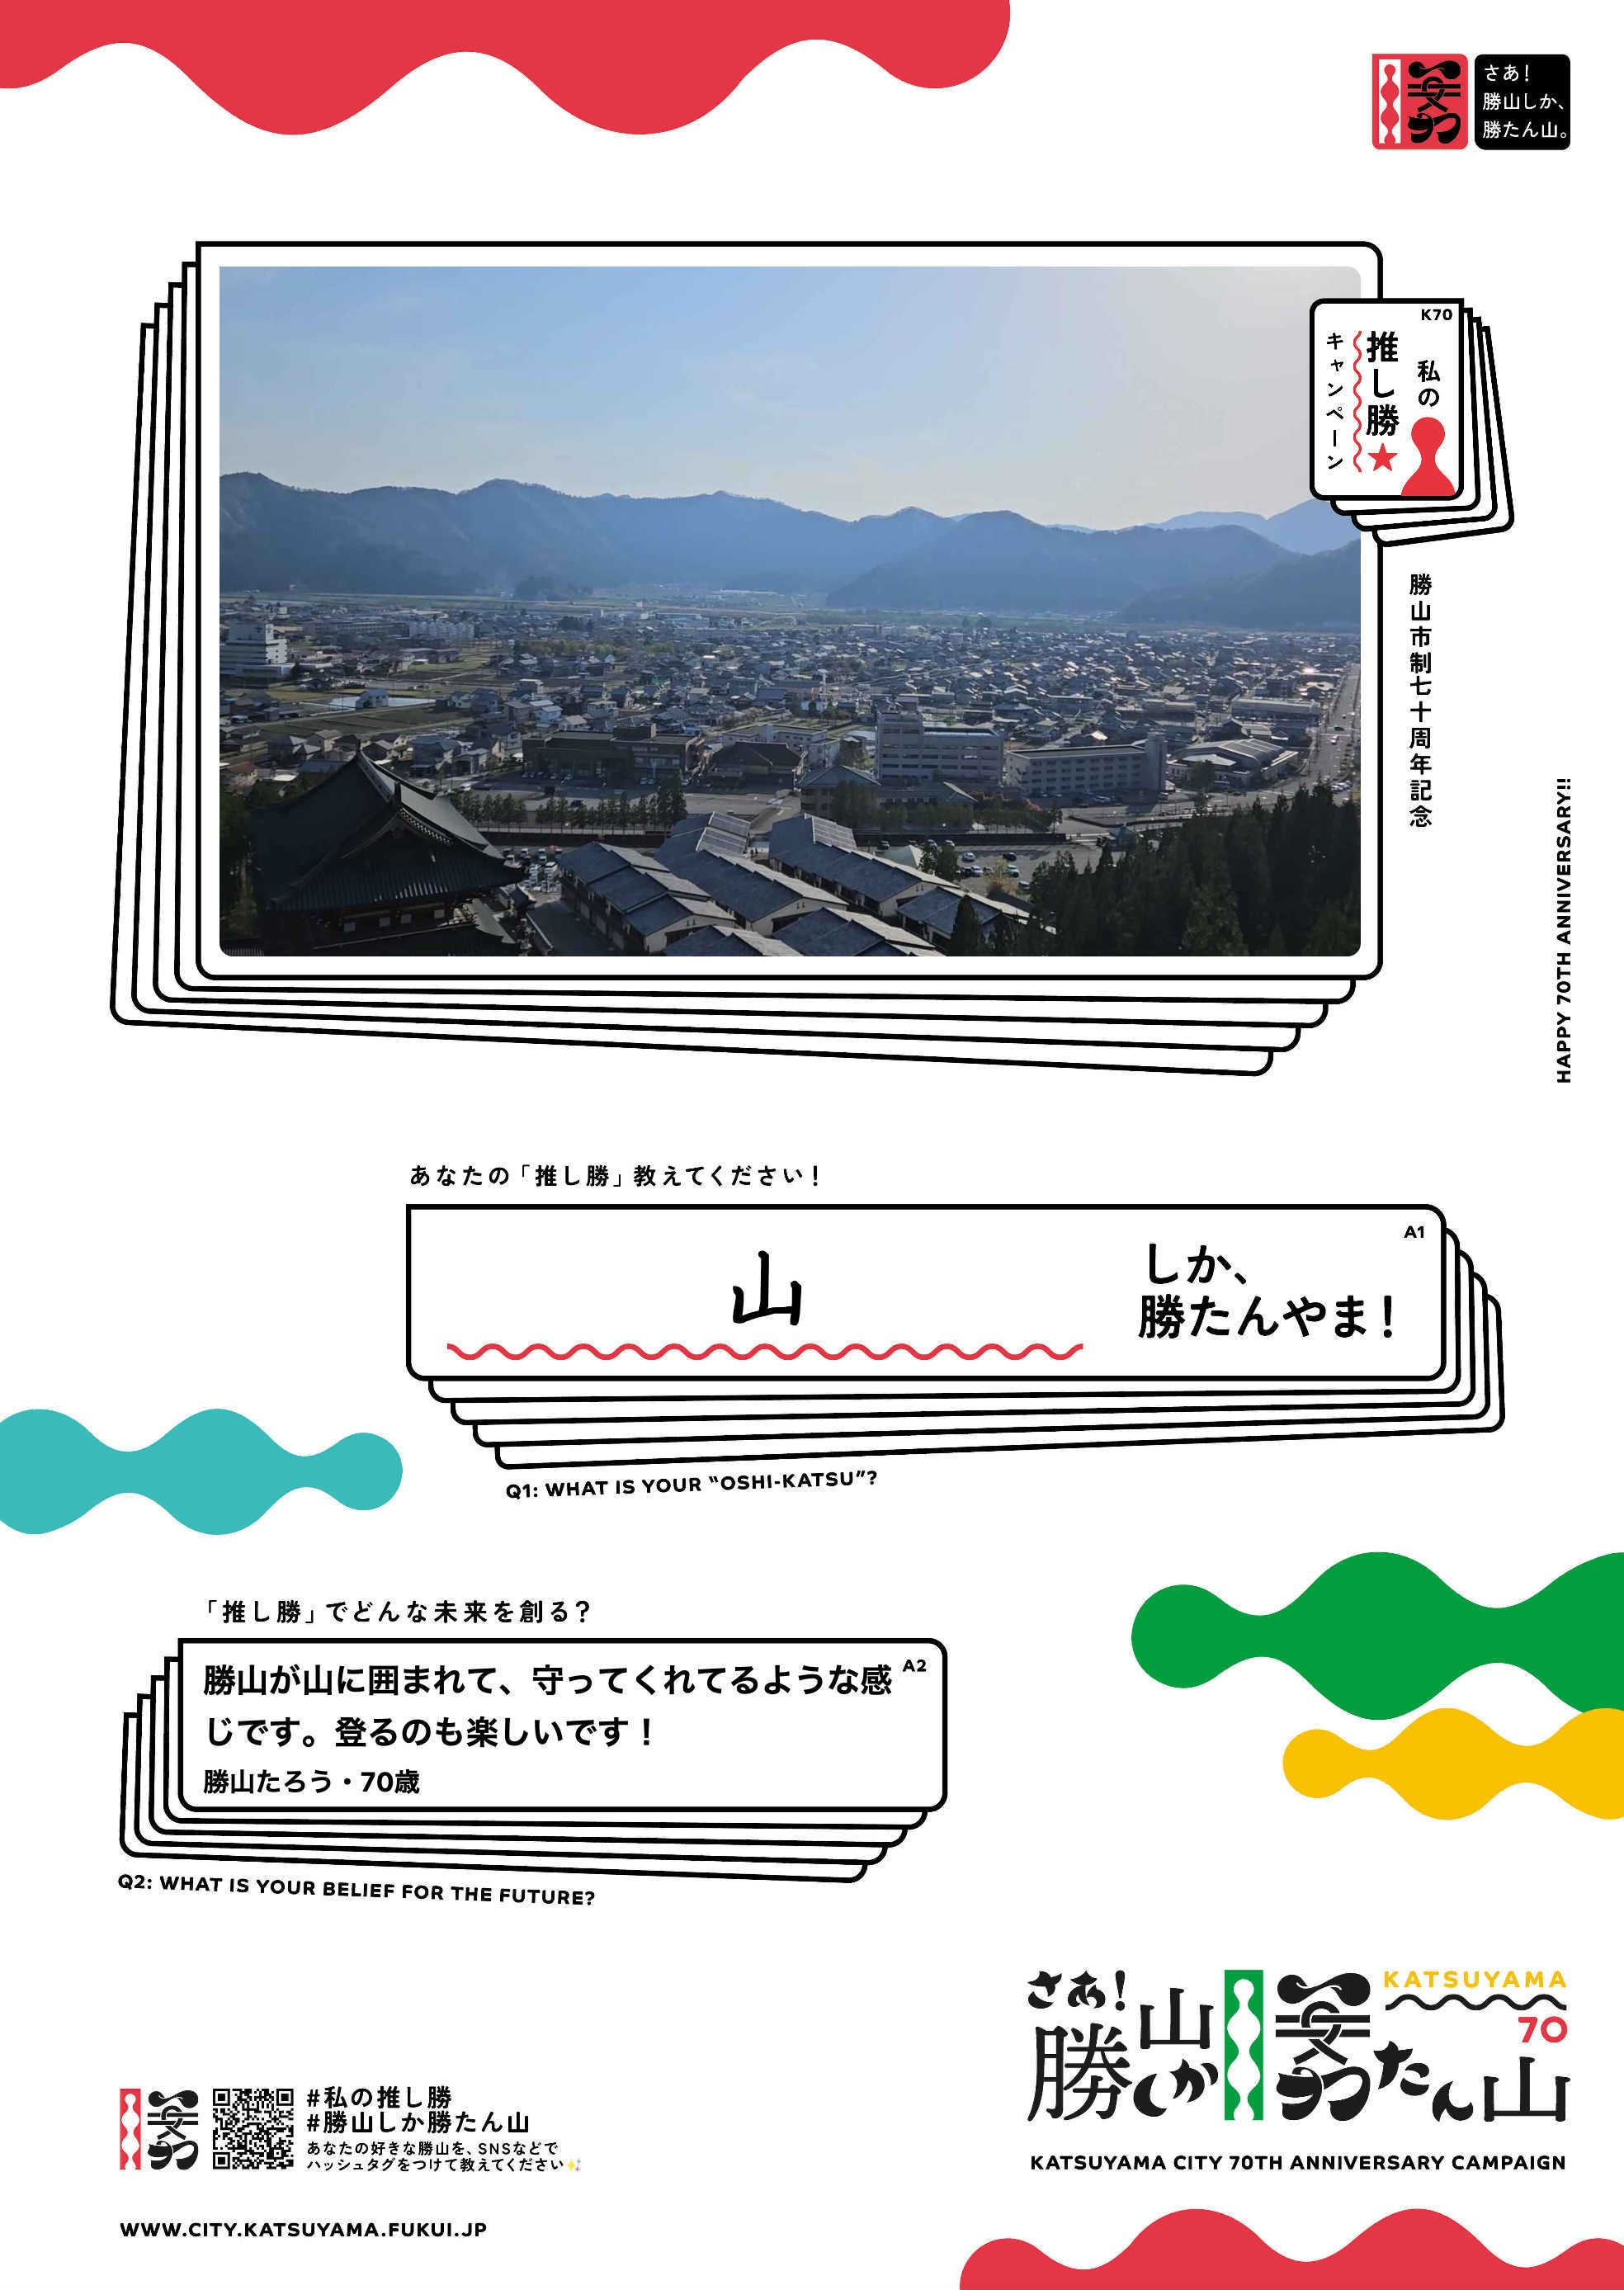 さあ!
勝山しか、
勝たん山。
K70
私の
推し勝★
キャンペーン
勝山市制七十周年記念
HAPPY 70TH ANNIVERSARY!!
あなたの「推し勝」教えてください!
A1
山
しか、
勝たんやま!
Q1: WHAT IS YOUR “OSHI-KATSU”?
「推し勝」でどんな未来を創る?
A2
勝山が山に囲まれて、守ってくれてるような感
じです。登るのも楽しいです!
勝山たろう・70歳
Q2: WHAT IS YOUR BELIEF FOR THE FUTURE?
さあ!
勝山しか
勝たん山
KATSUYAMA
70
KATSUYAMA CITY 70TH ANNIVERSARY CAMPAIGN
#私の推し勝
#勝山しか勝たん山
あなたの好きな勝山を、SNSなどで
ハッシュタグをつけて教えてください✨
WWW.CITY.KATSUYAMA.FUKUI.JP